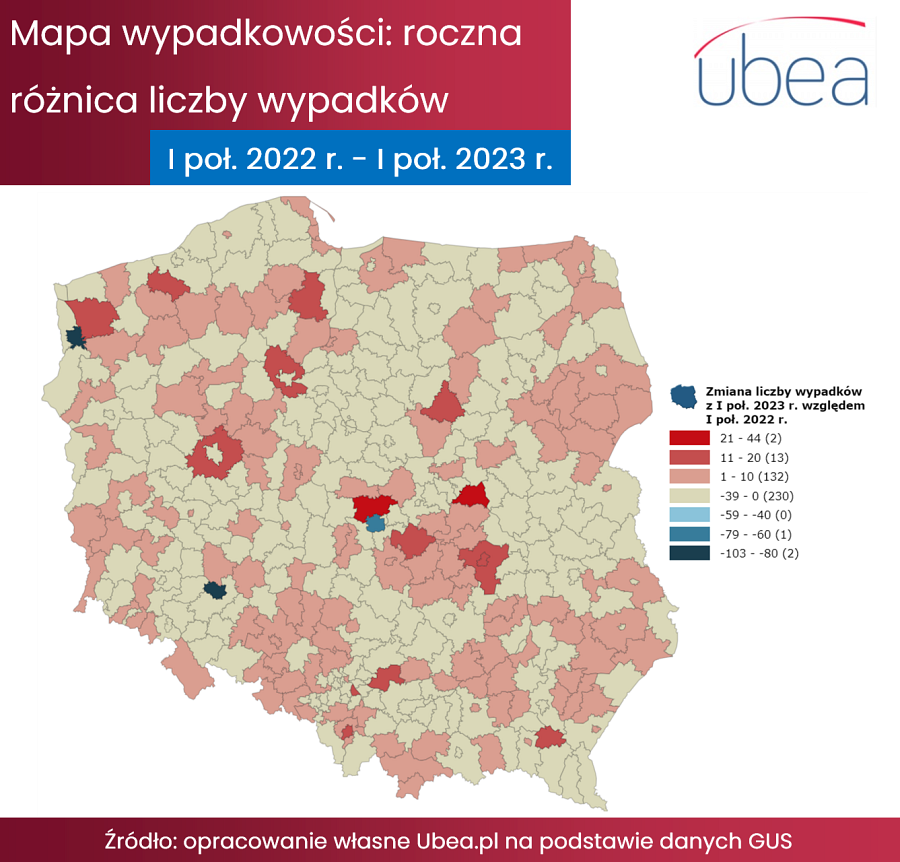 Mapa wypadkowości: roczna
różnica liczby wypadków
I poł. 2022 r. - I poł. 2023 r.
ubea
Zmiana liczby wypadków
z I poł. 2023 r. względem
I poł. 2022 r.
21 - 44 (2)
11 - 20 (13)
1 - 10 (132)
-39 - 0 (230)
-59 - -40 (0)
-79 - -60 (1)
-103 - -80 (2)
Źródło: opracowanie własne Ubea.pl na podstawie danych GUS